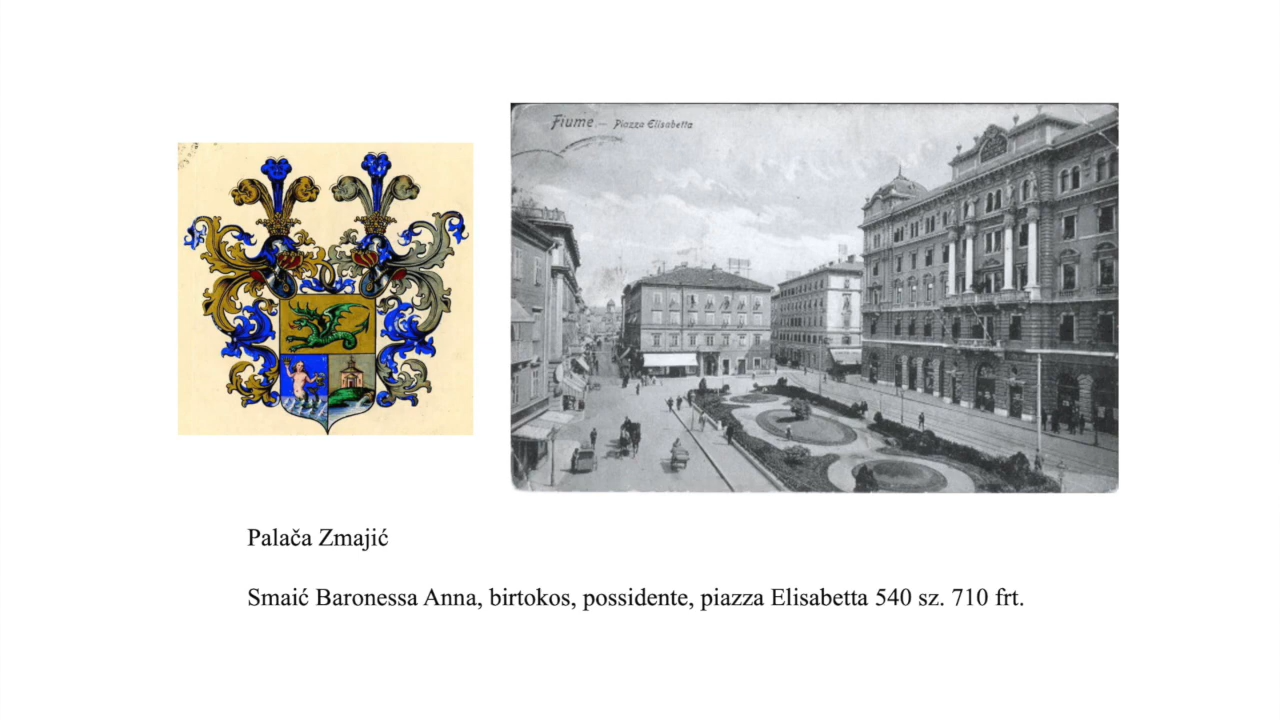 Fiume.— Piazza Elisabetta
Palača Zmajić
Smaić Baronessa Anna, birtokos, possidente, piazza Elisabetta 540 sz. 710 frt.